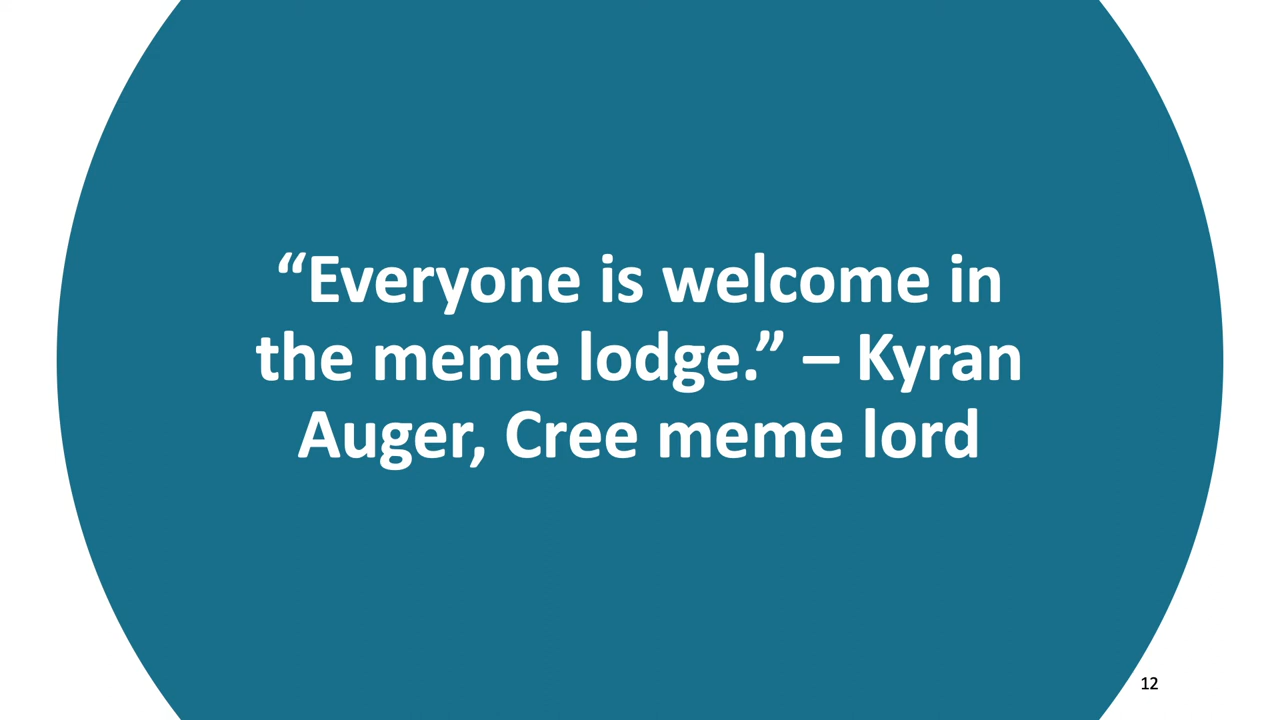 “Everyone is welcome in
the meme lodge.” – Kyran
Auger, Cree meme lord
12